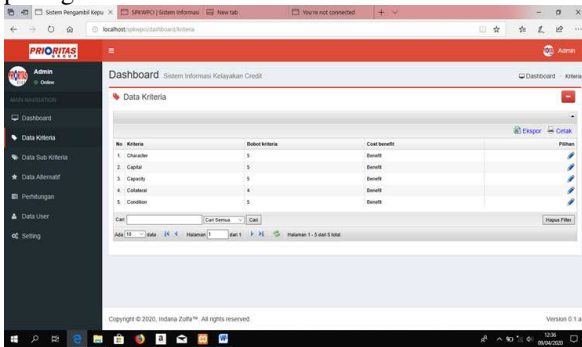 Sistem Pengambil Kepu
SPKWPCI | Sistem Informasi
New tab
You're not connected
localhost/spkwpci/dashboard/kriteria
PRIORITAS
GROUP
Admin
Admin
Online
Dashboard Sistem Informasi Kelayakan Credit
Dashboard
Kriteria
MAIN NAVIGATION
Dashboard
Data Kriteria
Data Sub Kriteria
Data Alternatif
Perhitungan
Data User
Setting
Data Kriteria
Ekspor Cetak
No Kriteria Bobot kriteria Cost benefit Pilihan
1. Character 5 Benefit
2. Capital 5 Benefit
3. Capacity 5 Benefit
4. Collateral 4 Benefit
5. Condition 5 Benefit
Cari Cari Semua Cari Hapus Filter
Ada 10 data Halaman 1 dari 1 Halaman 1 - 5 dari 5 total
Copyright © 2020, Indana Zulfa™. All rights reserved.
Version 0.1 a
12:36
09/04/2020